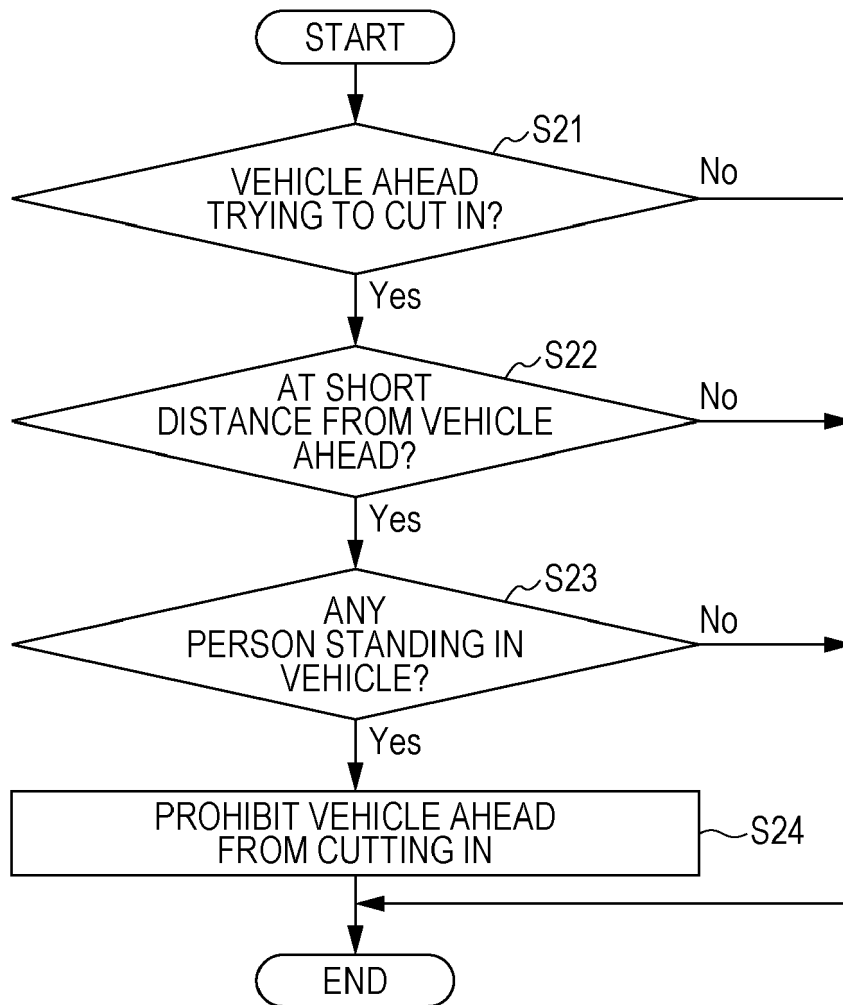 START
S21
VEHICLE AHEAD
TRYING TO CUT IN?
No
Yes
S22
AT SHORT
DISTANCE FROM VEHICLE
AHEAD?
No
Yes
S23
ANY
PERSON STANDING IN
VEHICLE?
No
Yes
PROHIBIT VEHICLE AHEAD
FROM CUTTING IN
S24
END